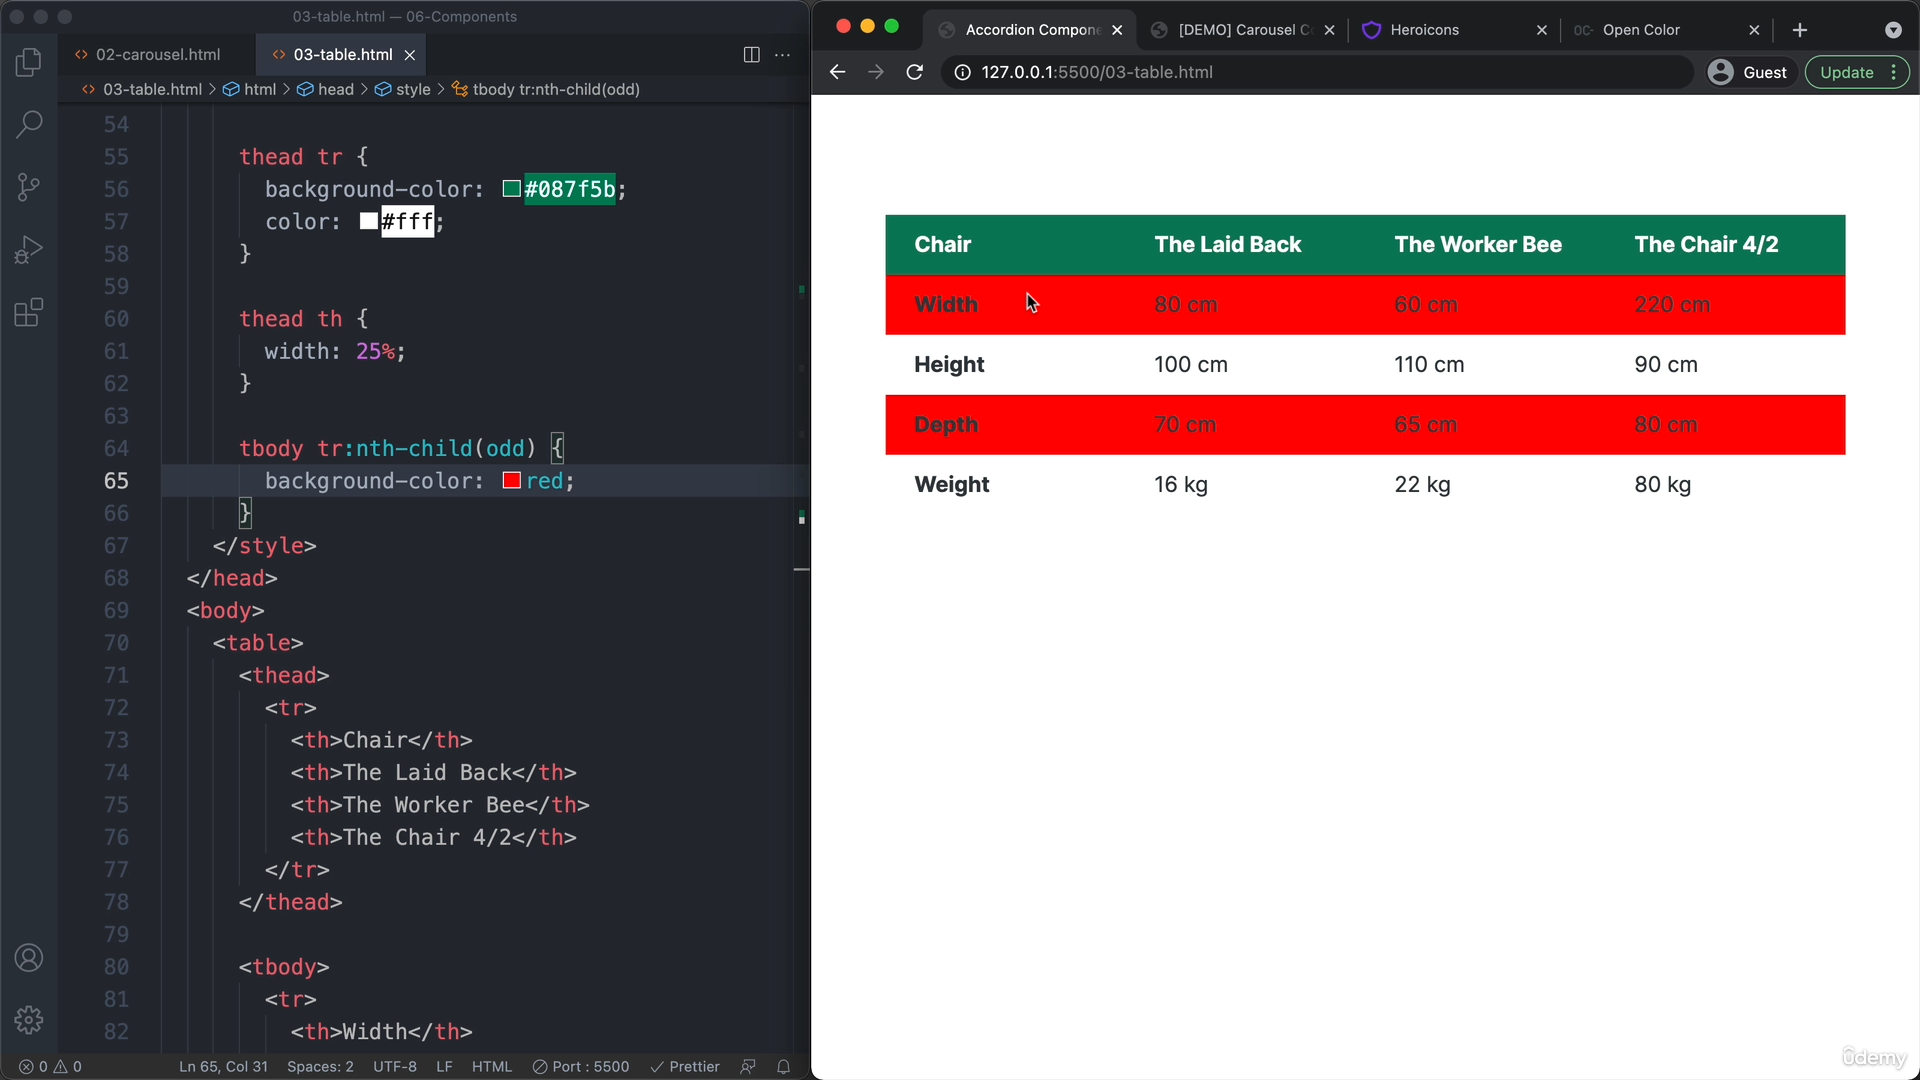 03-table.html — 06-Components
02-carousel.html
03-table.html
03-table.html > html > head > style > tbody tr:nth-child(odd)
54
55 thead tr {
56 background-color: #087f5b;
57 color: #fff;
58 }
59
60 thead th {
61 width: 25%;
62 }
63
64 tbody tr:nth-child(odd) {
65 background-color: red;
66 }
67 </style>
68 </head>
69 <body>
70 <table>
71 <thead>
72 <tr>
73 <th>Chair</th>
74 <th>The Laid Back</th>
75 <th>The Worker Bee</th>
76 <th>The Chair 4/2</th>
77 </tr>
78 </thead>
79
80 <tbody>
81 <tr>
82 <th>Width</th>
0 0 Ln 65, Col 31 Spaces: 2 UTF-8 LF HTML Port : 5500 Prettier
Accordion Compone
[DEMO] Carousel C
Heroicons
OC- Open Color
127.0.0.1:5500/03-table.html
Guest
Update
Chair The Laid Back The Worker Bee The Chair 4/2
Width 80 cm 60 cm 220 cm
Height 100 cm 110 cm 90 cm
Depth 70 cm 65 cm 80 cm
Weight 16 kg 22 kg 80 kg
ûdemy